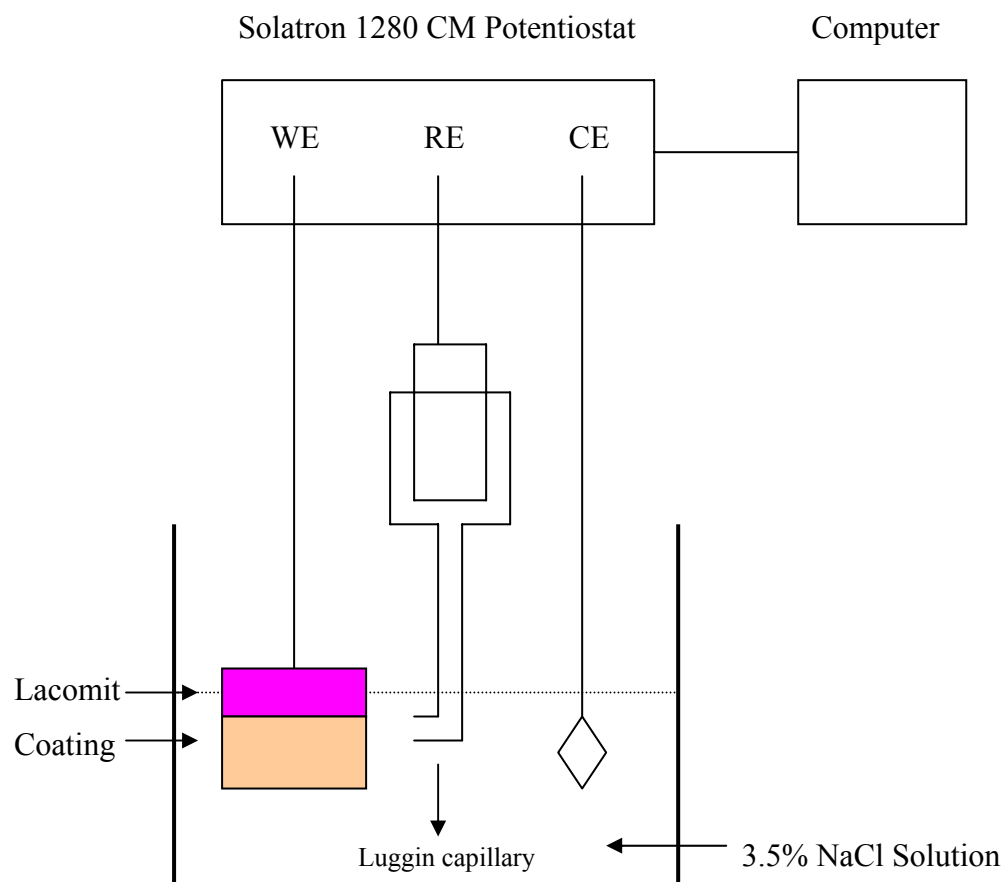 Solatron 1280 CM Potentiostat
Computer
WE
RE
CE
Lacomit
Coating
Luggin capillary
3.5% NaCl Solution